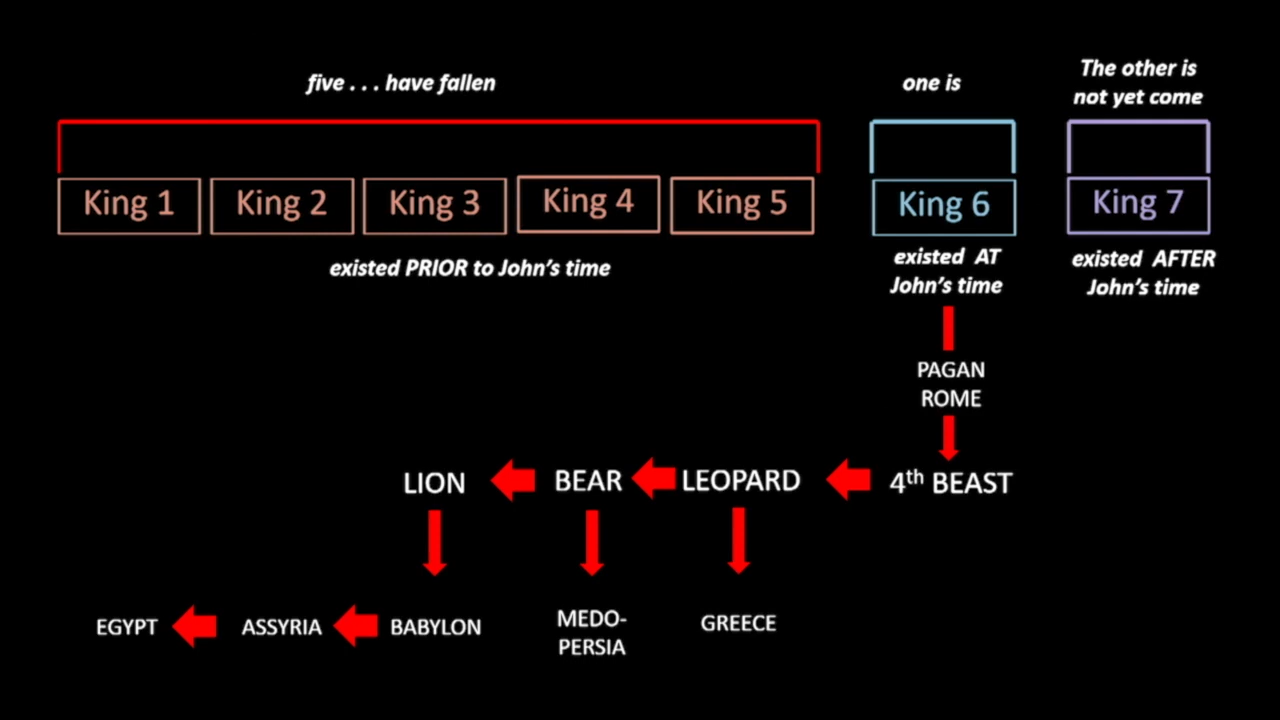 five . . . have fallen
one is
The other is
not yet come
King 1
King 2
King 3
King 4
King 5
King 6
King 7
existed PRIOR to John's time
existed AT
John's time
existed AFTER
John's time
PAGAN
ROME
LION
BEAR
LEOPARD
4th BEAST
EGYPT
ASSYRIA
BABYLON
MEDO-
PERSIA
GREECE